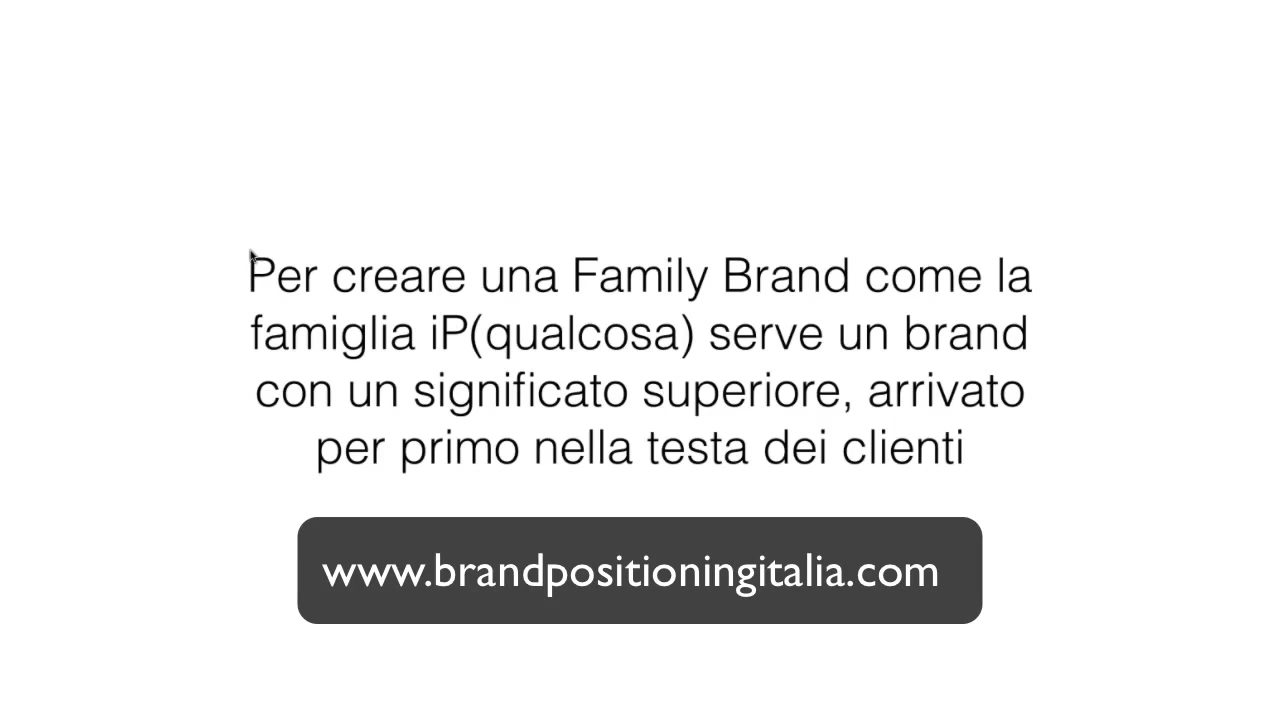 Per creare una Family Brand come la
famiglia iP(qualcosa) serve un brand
con un significato superiore, arrivato
per primo nella testa dei clienti
www.brandpositioningitalia.com